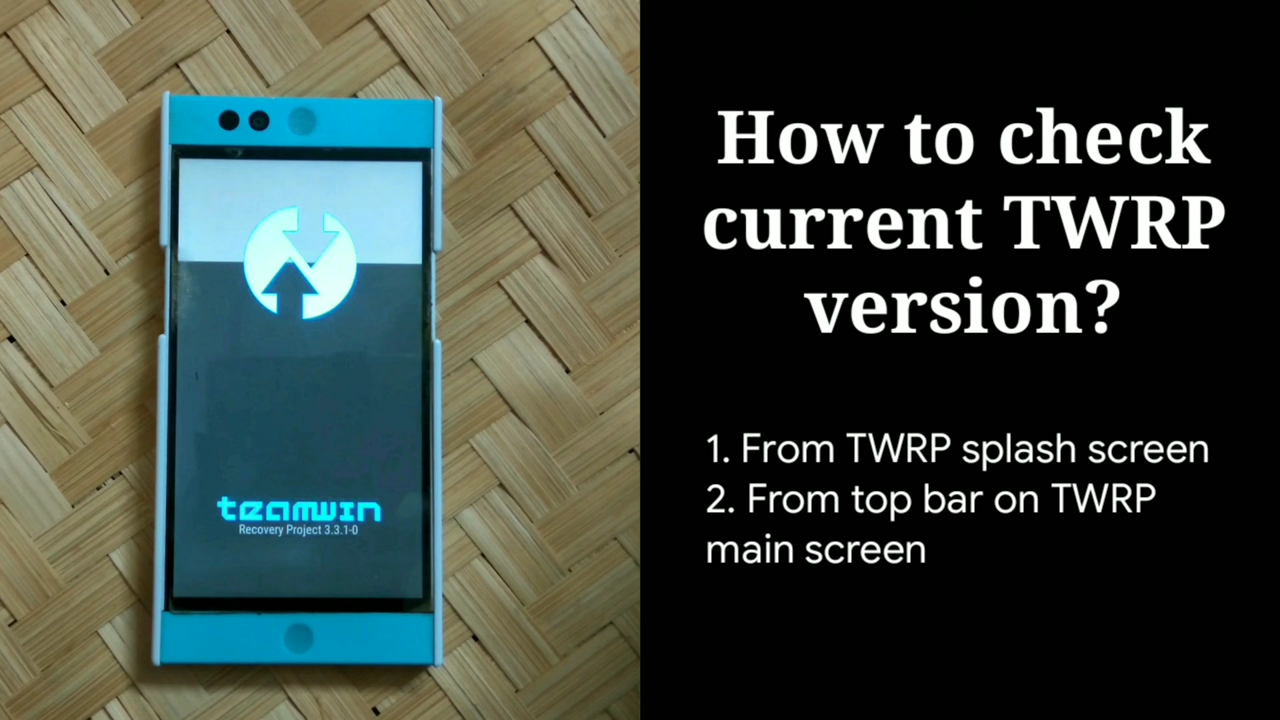 teamwin
Recovery Project 3.3.1-0
How to check
current TWRP
version?
1. From TWRP splash screen
2. From top bar on TWRP
main screen